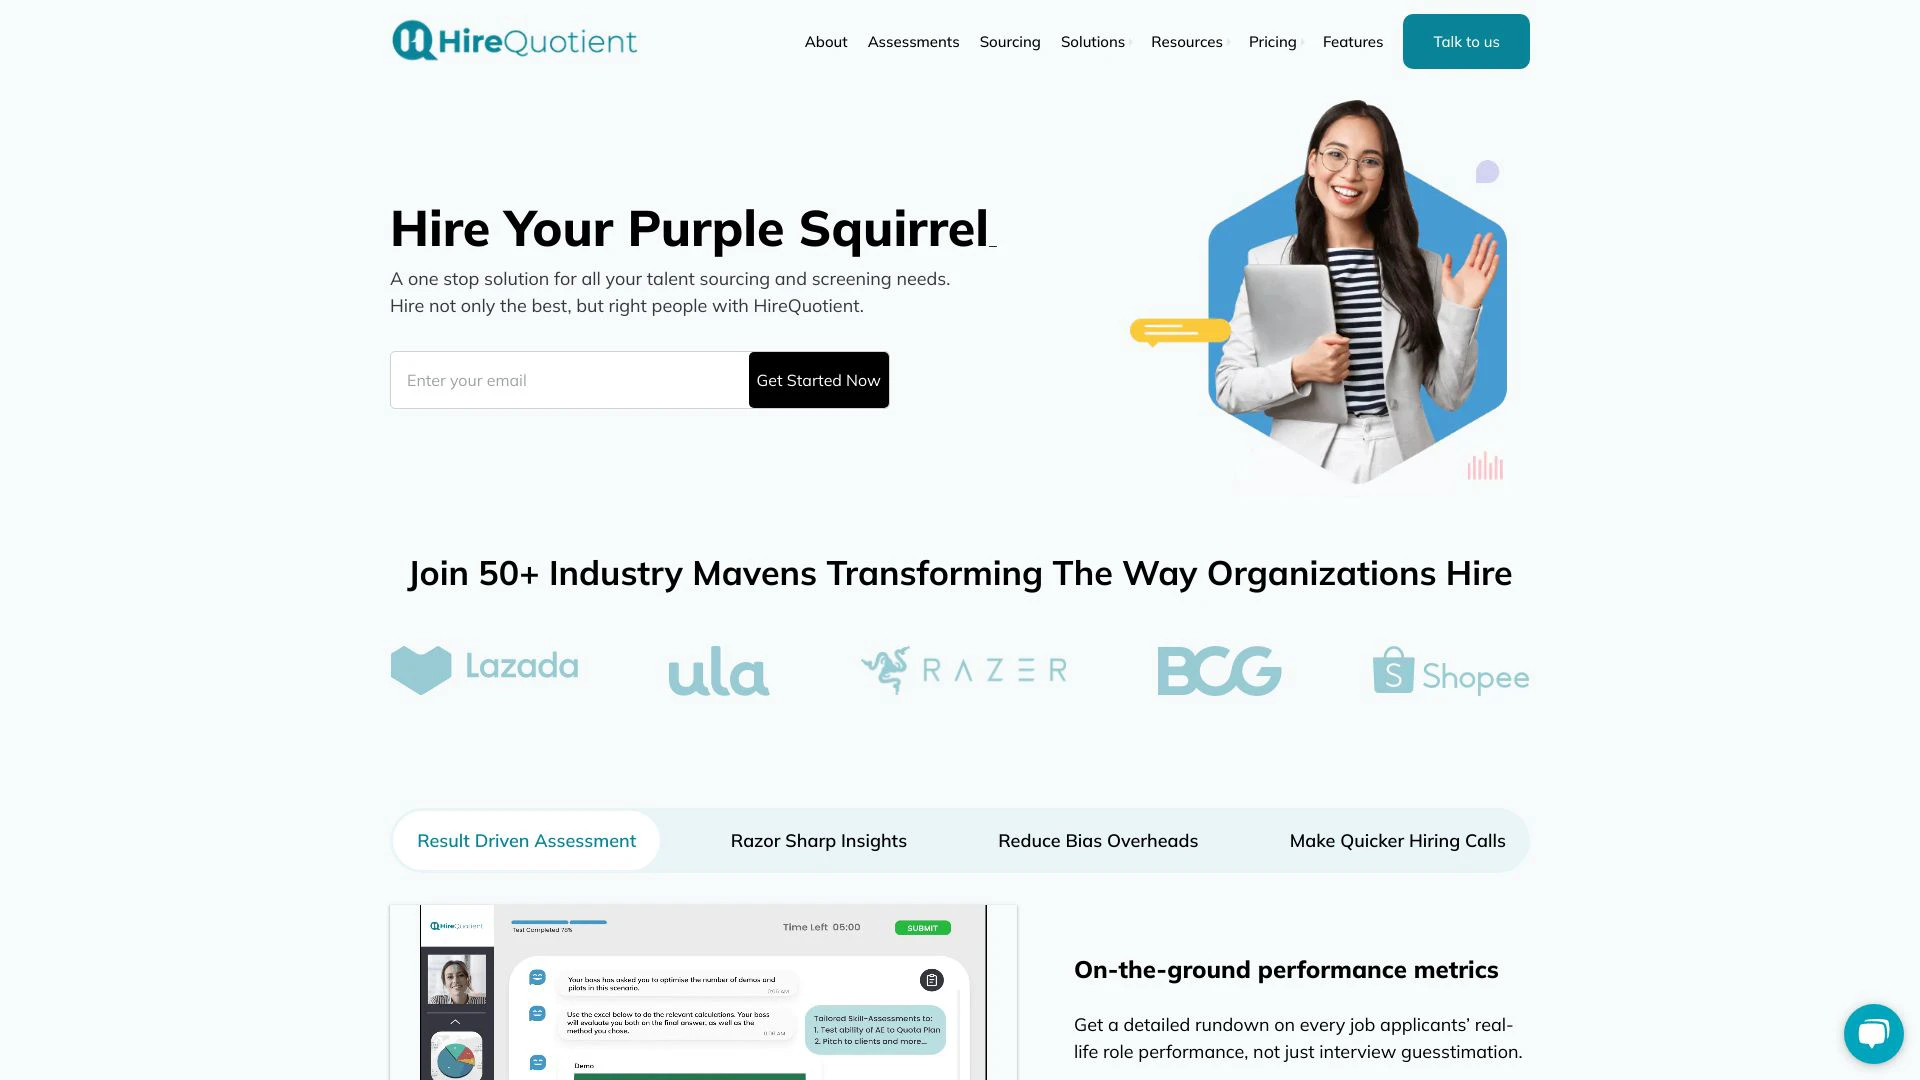 HireQuotient
About
Assessments
Sourcing
Solutions
Resources
Pricing
Features
Talk to us
Hire Your Purple Squirrel_
A one stop solution for all your talent sourcing and screening needs.
Hire not only the best, but right people with HireQuotient.
Enter your email
Get Started Now
Join 50+ Industry Mavens Transforming The Way Organizations Hire
Lazada
ula
RAZER
BCG
Shopee
Result Driven Assessment
Razor Sharp Insights
Reduce Bias Overheads
Make Quicker Hiring Calls
HireQuotient
Test Completed 78%
Time Left 05:00
SUBMIT
Your boss has asked you to optimise the number of demos and
pilots in this scenario.
Use the excel below to do the relevant calculations. Your boss
will evaluate you both on the final answer, as well as the
method you chose.
Tailored Skill-Assessments to:
1. Test ability of AE to Quota Plan
2. Pitch to clients and more...
Demo
On-the-ground performance metrics
Get a detailed rundown on every job applicants’ real-
life role performance, not just interview guesstimation.